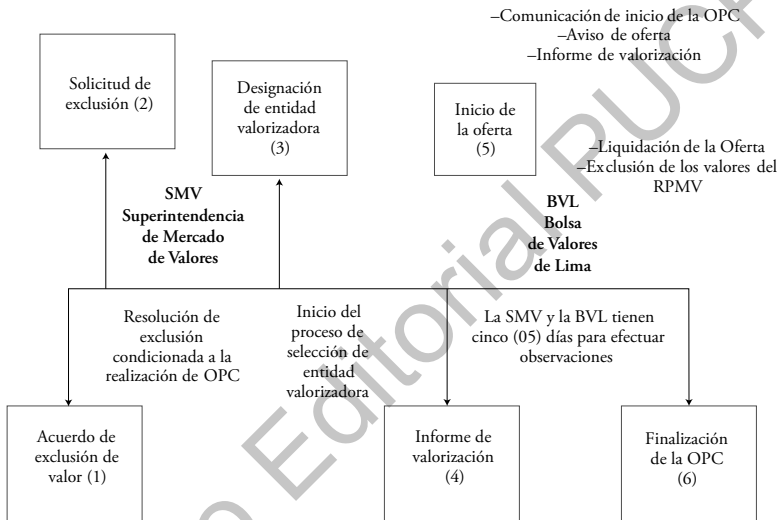 –Comunicación de inicio de la OPC
–Aviso de oferta
–Informe de valorización
Solicitud de
exclusión (2)
Designación
de entidad
valorizadora
(3)
Inicio de
la oferta
(5)
–Liquidación de la Oferta
–Exclusión de los valores del
RPMV
SMV
Superintendencia
de Mercado
de Valores
BVL
Bolsa
de Valores
de Lima
Resolución de
exclusión
condicionada a la
realización de OPC
Inicio del
proceso de
selección de
entidad
valorizadora
La SMV y la BVL tienen
cinco (05) días para efectuar
observaciones
Acuerdo de
exclusión de
valor (1)
Informe de
valorización
(4)
Finalización
de la OPC
(6)
Editorial PUCP